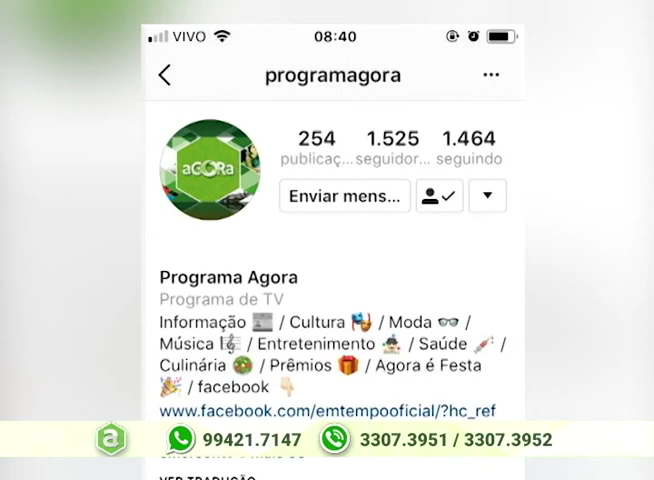 VIVO 08:40
programagora
aGORa
254 1.525 1.464
publicaç... seguidor... seguindo
Enviar mens...
Programa Agora
Programa de TV
Informação / Cultura / Moda /
Música / Entretenimento / Saúde /
Culinária / Prêmios / Agora é Festa
/ facebook
www.facebook.com/emtempooficial/?hc_ref
a 99421.7147 3307.3951 / 3307.3952
VER TRADUÇÃO